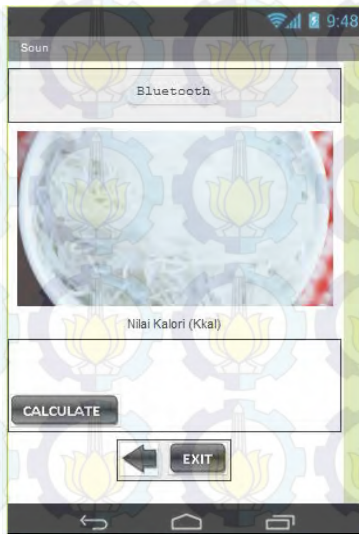 9:48
Soun
Bluetooth
Nilai Kalori (Kkal)
CALCULATE
EXIT